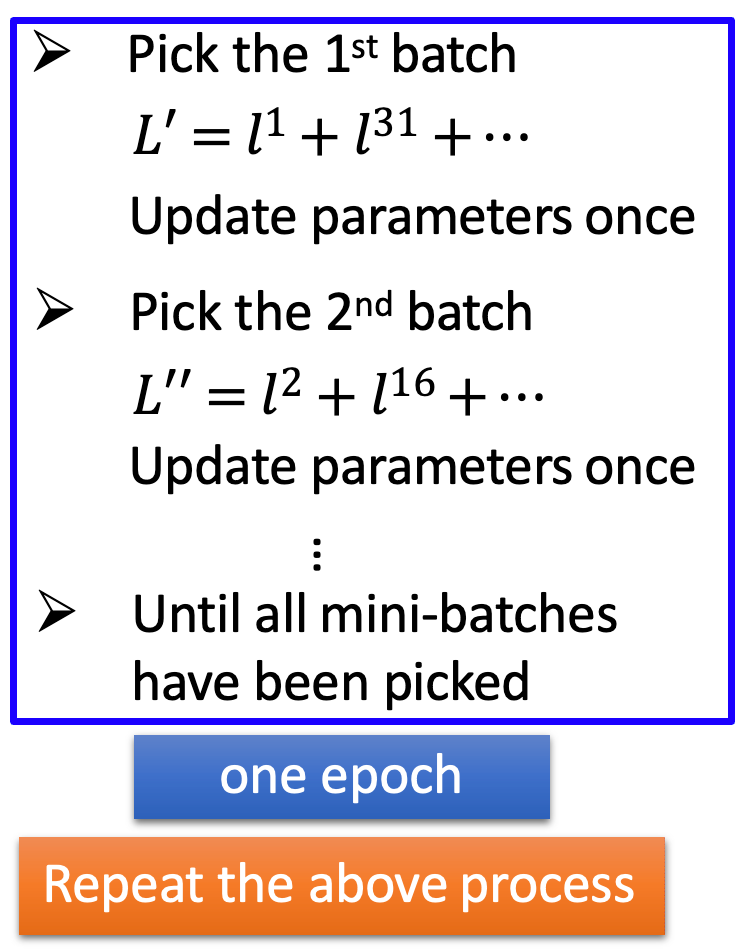 ➢ Pick the 1st batch
L′ = l¹ + l³¹ + ⋯
Update parameters once
➢ Pick the 2nd batch
L′′ = l² + l¹⁶ + ⋯
Update parameters once
⋮
➢ Until all mini-batches
have been picked
one epoch
Repeat the above process